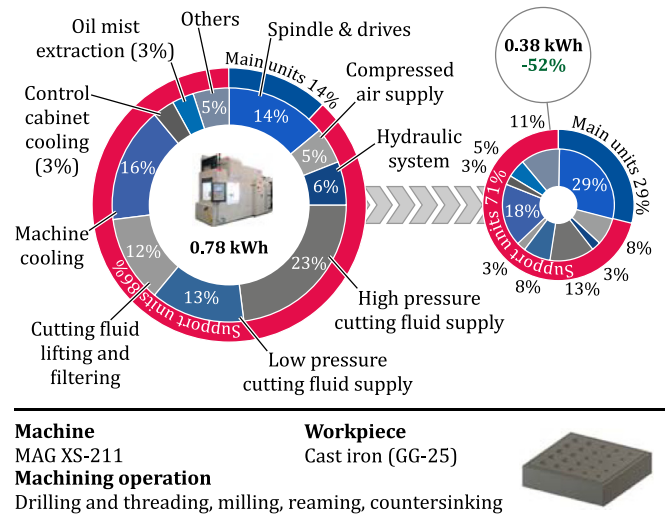 Oil mist
extraction (3%)
Others
Spindle & drives
Main units 14%
Compressed
air supply
Control
cabinet
cooling
(3%)
Hydraulic
system
5%
14%
5%
6%
16%
0.78 kWh
23%
12%
13%
Support units 86%
Machine
cooling
High pressure
cutting fluid supply
Cutting fluid
lifting and
filtering
Low pressure
cutting fluid supply
0.38 kWh
-52%
11%
Main units 29%
5%
3%
29%
18%
Support units 71%
8%
3%
3%
8%
13%
Machine
MAG XS-211
Workpiece
Cast iron (GG-25)
Machining operation
Drilling and threading, milling, reaming, countersinking